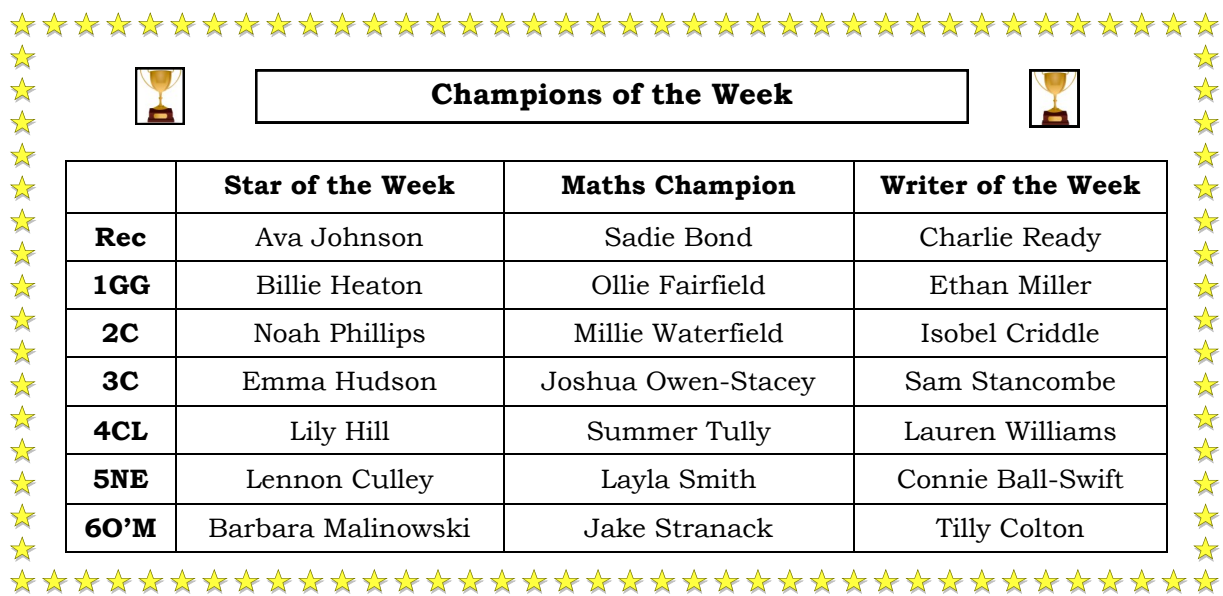 Champions of the Week
Star of the Week Maths Champion Writer of the Week
Rec Ava Johnson Sadie Bond Charlie Ready
1GG Billie Heaton Ollie Fairfield Ethan Miller
2C Noah Phillips Millie Waterfield Isobel Criddle
3C Emma Hudson Joshua Owen-Stacey Sam Stancombe
4CL Lily Hill Summer Tully Lauren Williams
5NE Lennon Culley Layla Smith Connie Ball-Swift
6O’M Barbara Malinowski Jake Stranack Tilly Colton